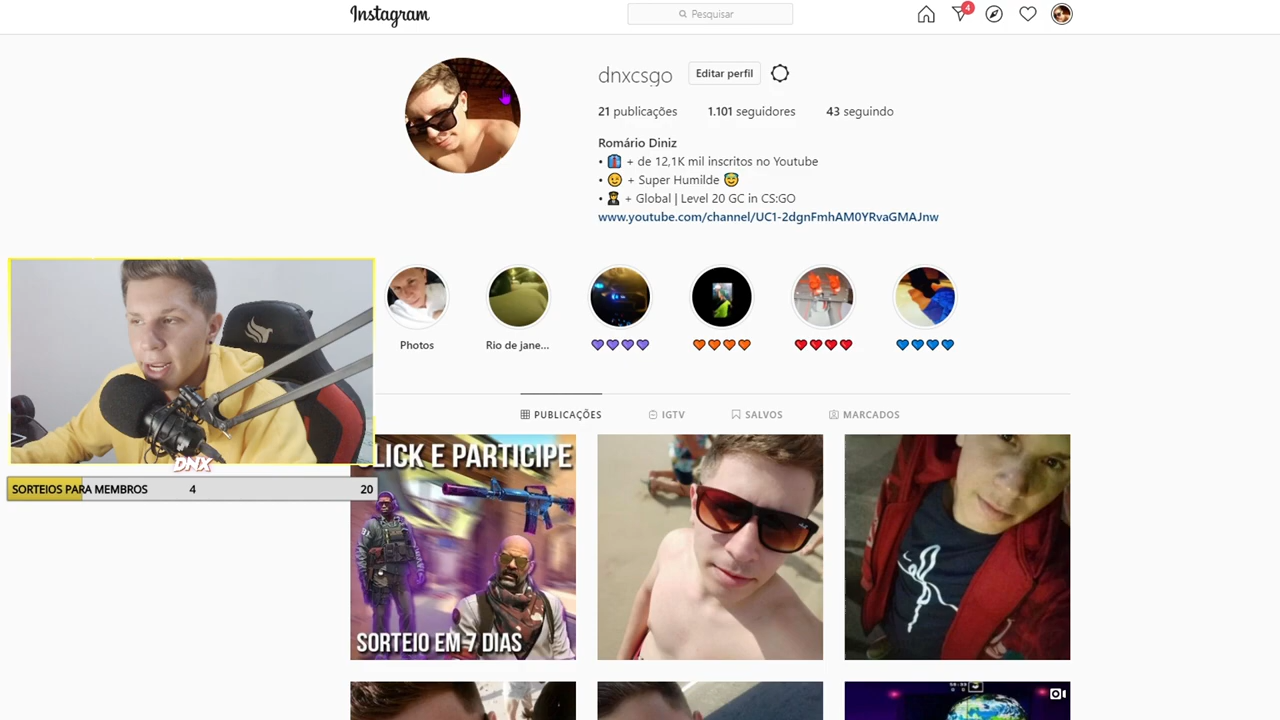 Instagram
Pesquisar
4
dnxcsgo
Editar perfil
21 publicações 1.101 seguidores 43 seguindo
Romário Diniz
• 👔 + de 12,1K mil inscritos no Youtube
• 😉 + Super Humilde 😇
• 👨‍✈️ + Global | Level 20 GC in CS:GO
www.youtube.com/channel/UC1-2dgnFmhAM0YRvaGMAJnw
Photos
Rio de jane...
💜💜💜💜
🧡🧡🧡🧡
❤️❤️❤️❤️
💙💙💙💙
DNX
SORTEIOS PARA MEMBROS 4 20
PUBLICAÇÕES IGTV SALVOS MARCADOS
LICK E PARTICIPE
SORTEIO EM 7 DIAS